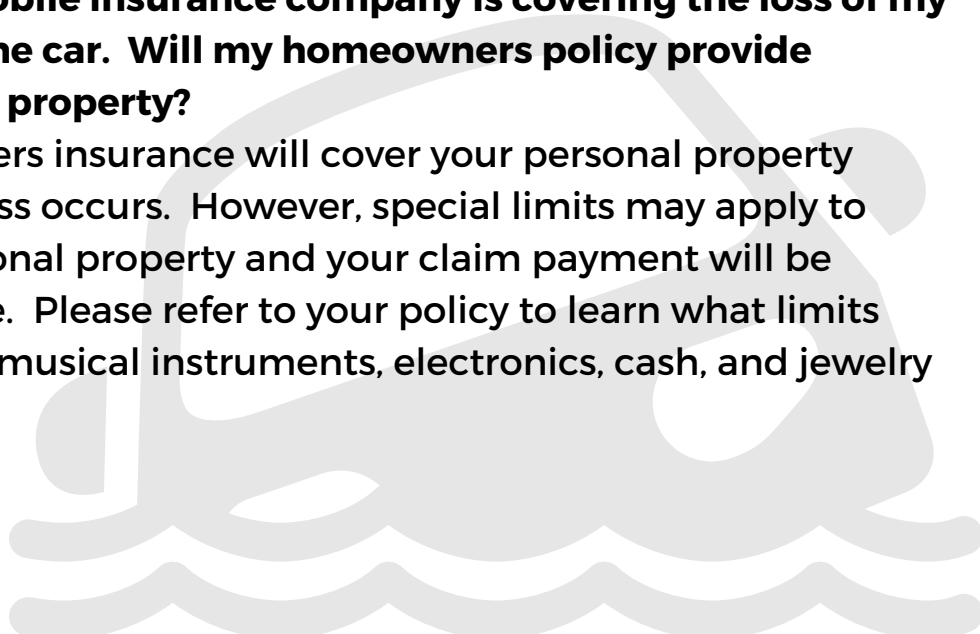 obile insurance company is covering the loss of my
he car. Will my homeowners policy provide
property?
ers insurance will cover your personal property
ss occurs. However, special limits may apply to
onal property and your claim payment will be
e. Please refer to your policy to learn what limits
musical instruments, electronics, cash, and jewelry